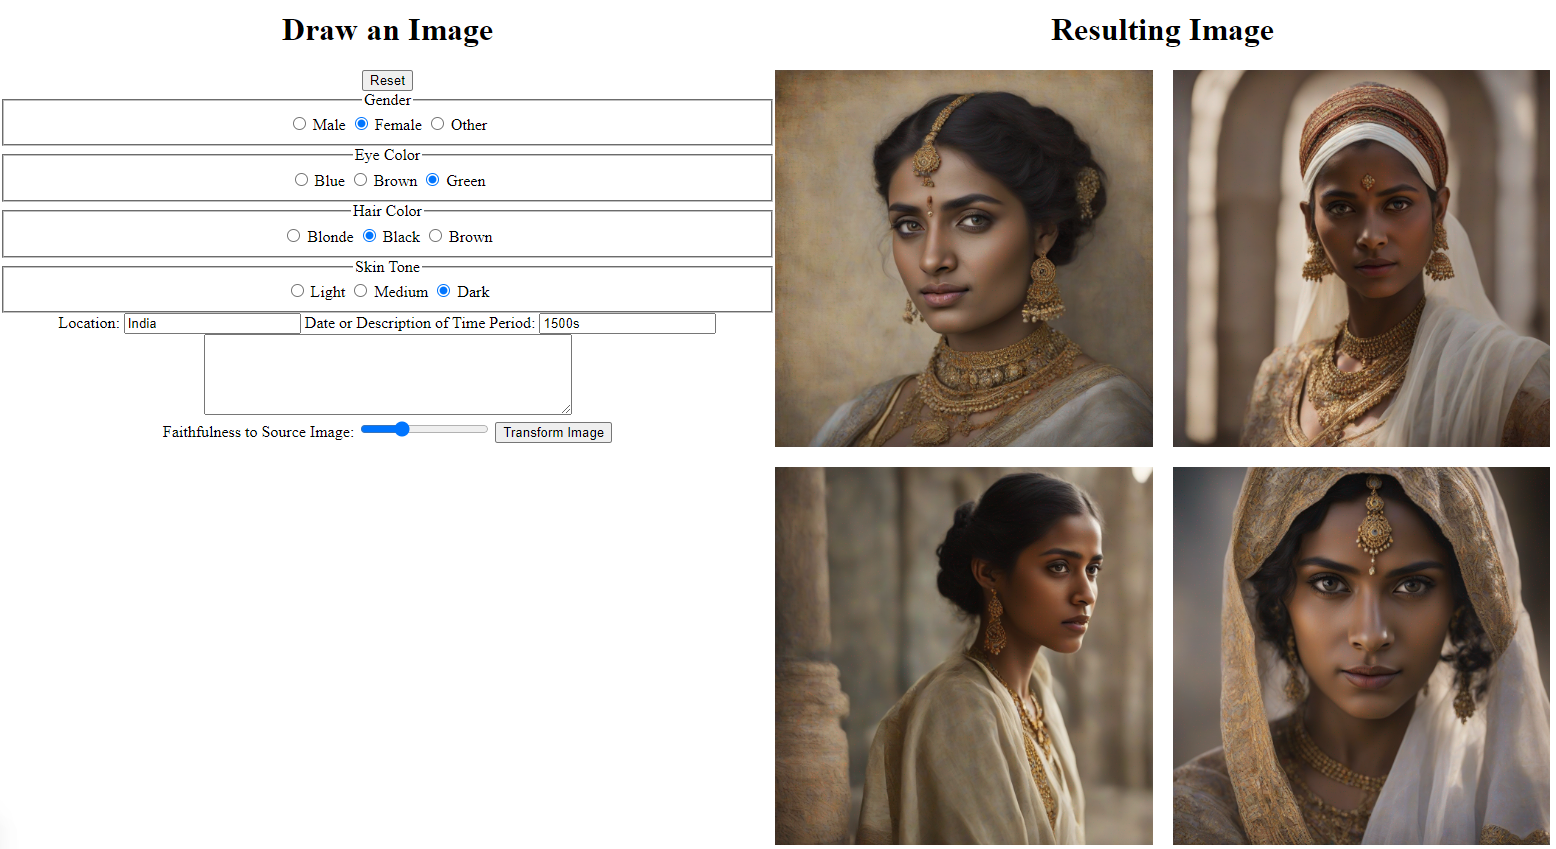 Draw an Image
Reset
Gender
Male Female Other
Eye Color
Blue Brown Green
Hair Color
Blonde Black Brown
Skin Tone
Light Medium Dark
Location: India Date or Description of Time Period: 1500s
Faithfulness to Source Image: Transform Image
Resulting Image